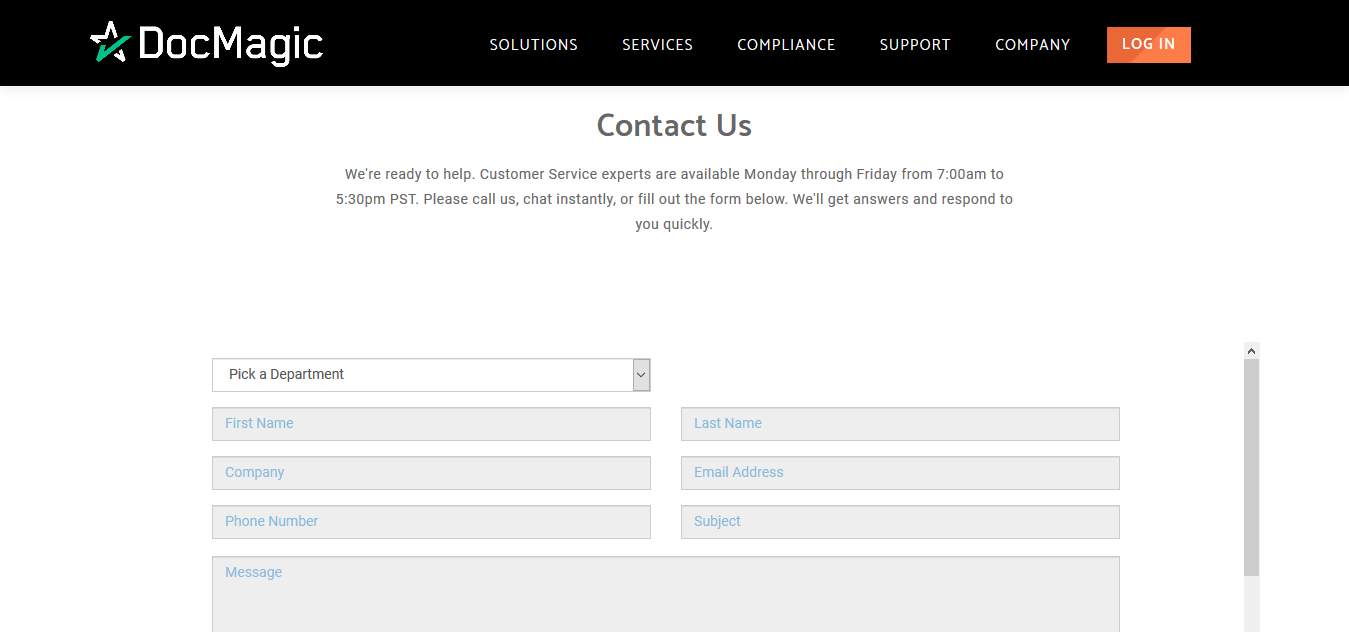 DocMagic
SOLUTIONS
SERVICES
COMPLIANCE
SUPPORT
COMPANY
LOG IN
Contact Us
We're ready to help. Customer Service experts are available Monday through Friday from 7:00am to
5:30pm PST. Please call us, chat instantly, or fill out the form below. We'll get answers and respond to
you quickly.
Pick a Department
First Name
Last Name
Company
Email Address
Phone Number
Subject
Message